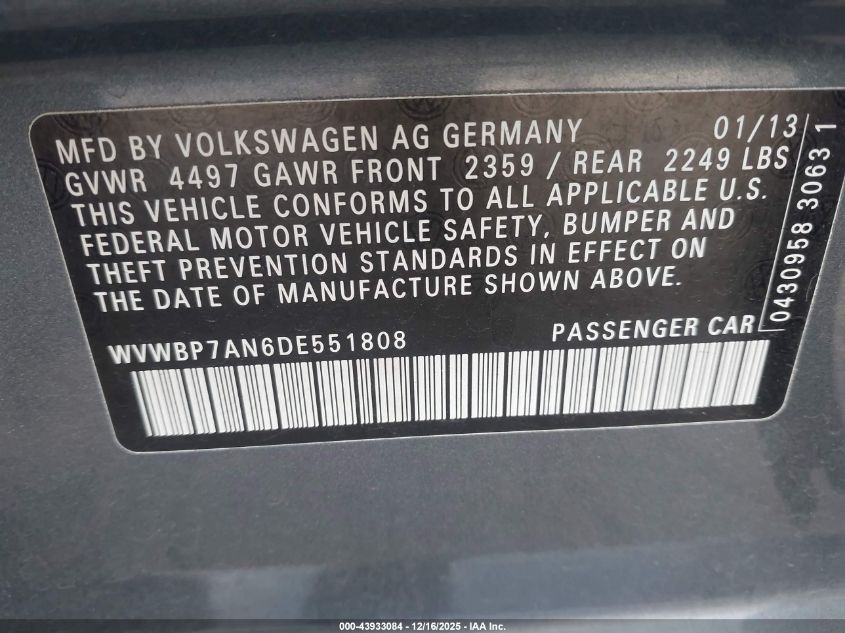 MFD BY VOLKSWAGEN AG GERMANY 01/13
GVWR 4497 GAWR FRONT 2359 / REAR 2249 LBS
THIS VEHICLE CONFORMS TO ALL APPLICABLE U.S.
FEDERAL MOTOR VEHICLE SAFETY, BUMPER AND
THEFT PREVENTION STANDARDS IN EFFECT ON
THE DATE OF MANUFACTURE SHOWN ABOVE.
WVWBP7AN6DE551808 PASSENGER CAR
0430958 3063 1
000-43933084 - 12/16/2025 - IAA Inc.